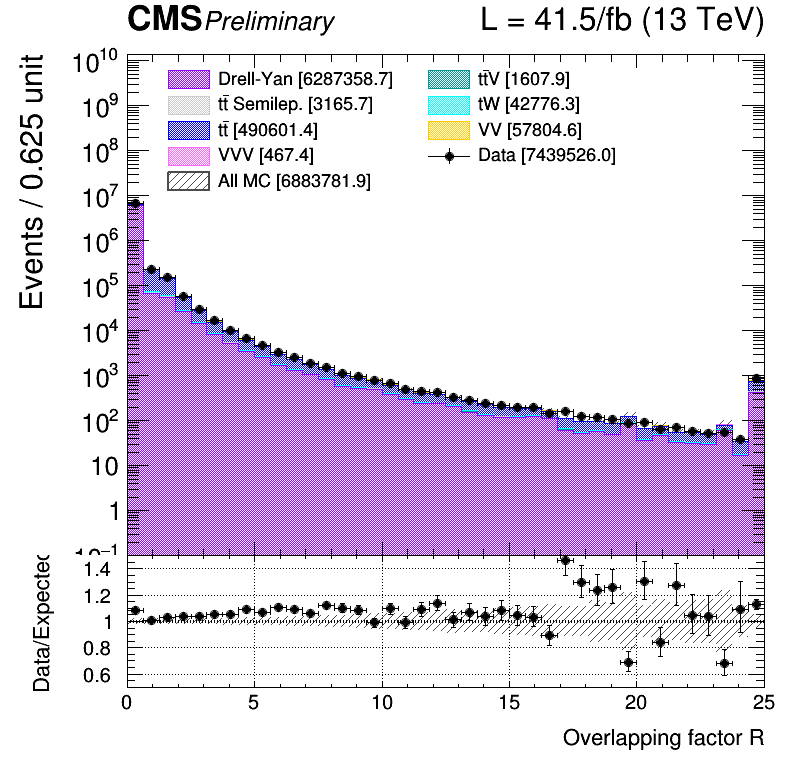 CMS Preliminary L = 41.5/fb (13 TeV)
Events / 0.625 unit
10^10
10^9
10^8
10^7
10^6
10^5
10^4
10^3
10^2
10
1
10^-1
Drell-Yan [6287358.7]
tt̄ Semilep. [3165.7]
tt̄ [490601.4]
VVV [467.4]
All MC [6883781.9]
tt̄V [1607.9]
tW [42776.3]
VV [57804.6]
Data [7439526.0]
Data/Expected
1.4
1.2
1
0.8
0.6
0 5 10 15 20 25
Overlapping factor R